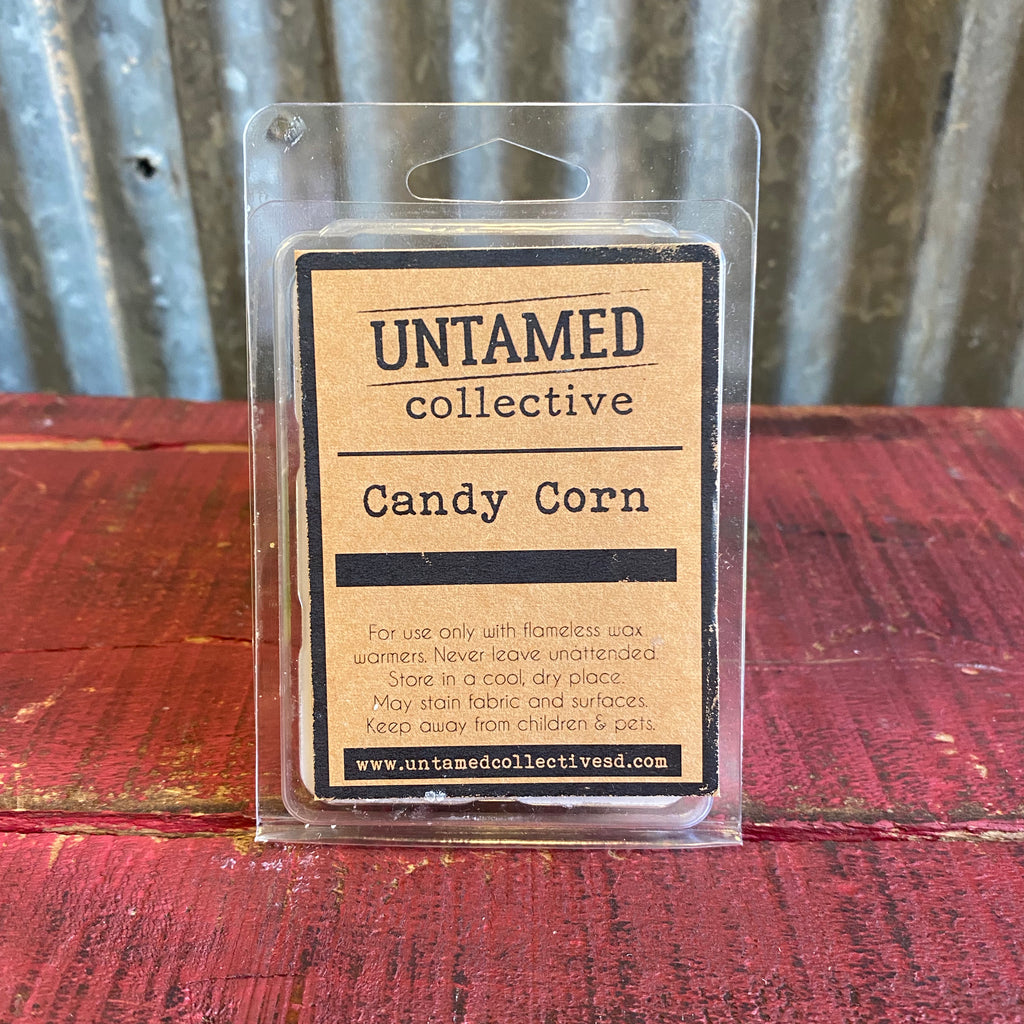 UNTAMED
collective
Candy Corn
For use only with flameless wax
warmers. Never leave unattended.
Store in a cool, dry place.
May stain fabric and surfaces.
Keep away from children & pets.
www.untamedcollectivesd.com